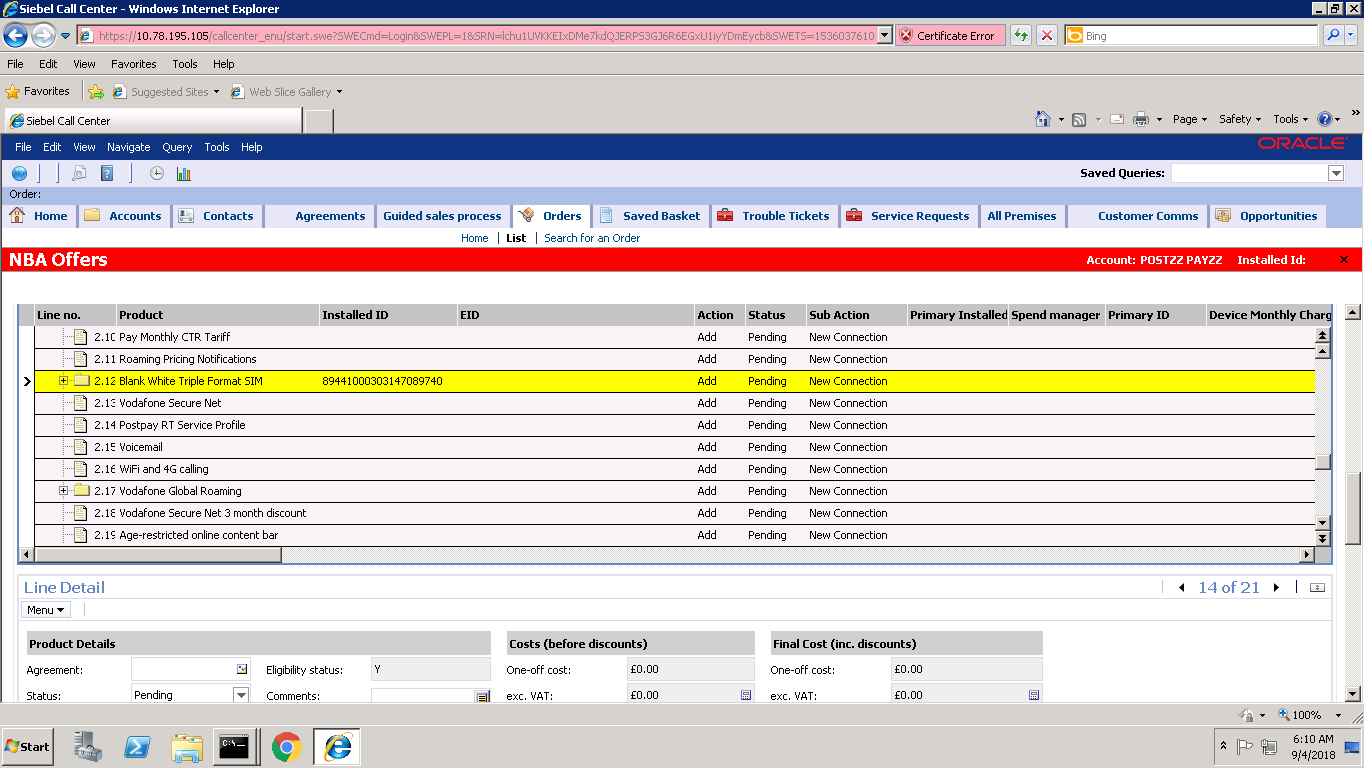 Siebel Call Center - Windows Internet Explorer
https://10.78.195.105/callcenter_enu/start.swe?SWECmd=Login&SWEPL=1&SRN=lchu1UVKKEIxDMe7kdQJERPS3GJ6R6EGxU1iyYDmEycb&SWETS=1536037610 Certificate Error Bing
File Edit View Favorites Tools Help
Favorites Suggested Sites Web Slice Gallery
Siebel Call Center Page Safety Tools
File Edit View Navigate Query Tools Help ORACLE
Saved Queries:
Order:
Home Accounts Contacts Agreements Guided sales process Orders Saved Basket Trouble Tickets Service Requests All Premises Customer Comms Opportunities
Home List Search for an Order
NBA Offers Account: POSTZZ PAYZZ Installed Id:
Line no. Product Installed ID EID Action Status Sub Action Primary Installed Spend manager Primary ID Device Monthly Charg
2.10 Pay Monthly CTR Tariff Add Pending New Connection
2.11 Roaming Pricing Notifications Add Pending New Connection
2.12 Blank White Triple Format SIM 89441000303147089740 Add Pending New Connection
2.13 Vodafone Secure Net Add Pending New Connection
2.14 Postpay RT Service Profile Add Pending New Connection
2.15 Voicemail Add Pending New Connection
2.16 WiFi and 4G calling Add Pending New Connection
2.17 Vodafone Global Roaming Add Pending New Connection
2.18 Vodafone Secure Net 3 month discount Add Pending New Connection
2.19 Age-restricted online content bar Add Pending New Connection
Line Detail 14 of 21
Menu
Product Details Costs (before discounts) Final Cost (inc. discounts)
Agreement: Eligibility status: Y One-off cost: £0.00 One-off cost: £0.00
Status: Pending Comments: exc. VAT: £0.00 exc. VAT: £0.00
100%
Start C:\ 6:10 AM
9/4/2018